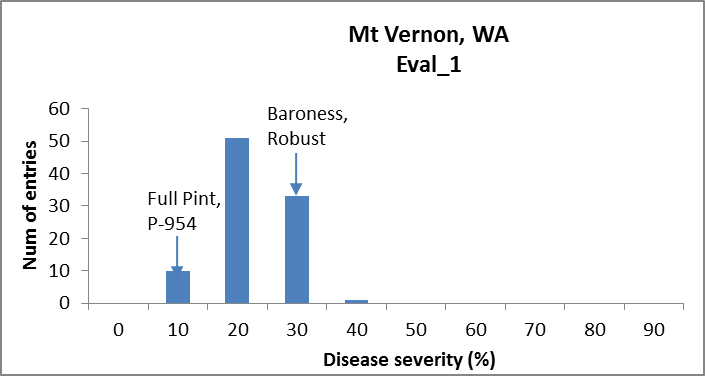 Mt Vernon, WA
Eval_1
Num of entries
60
50
40
30
20
10
0
Baroness,
Robust
Full Pint,
P-954
0 10 20 30 40 50 60 70 80 90
Disease severity (%)